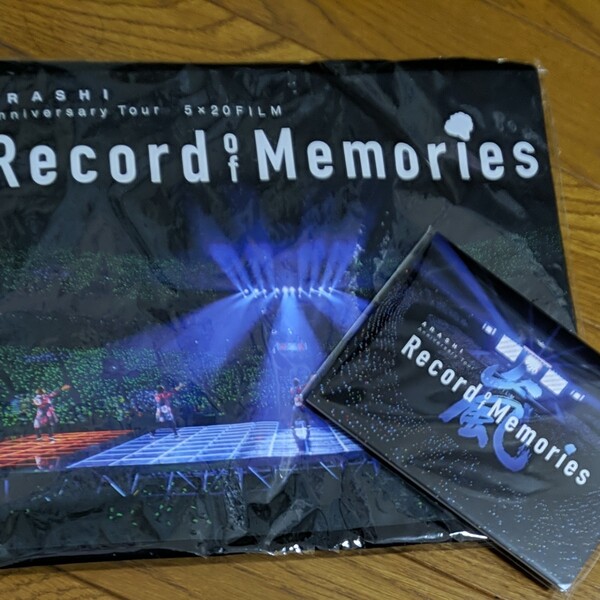 RASHI
nniversary Tour 5×20FILM
Record of Memories
ARASHI
嵐
Record of Memories